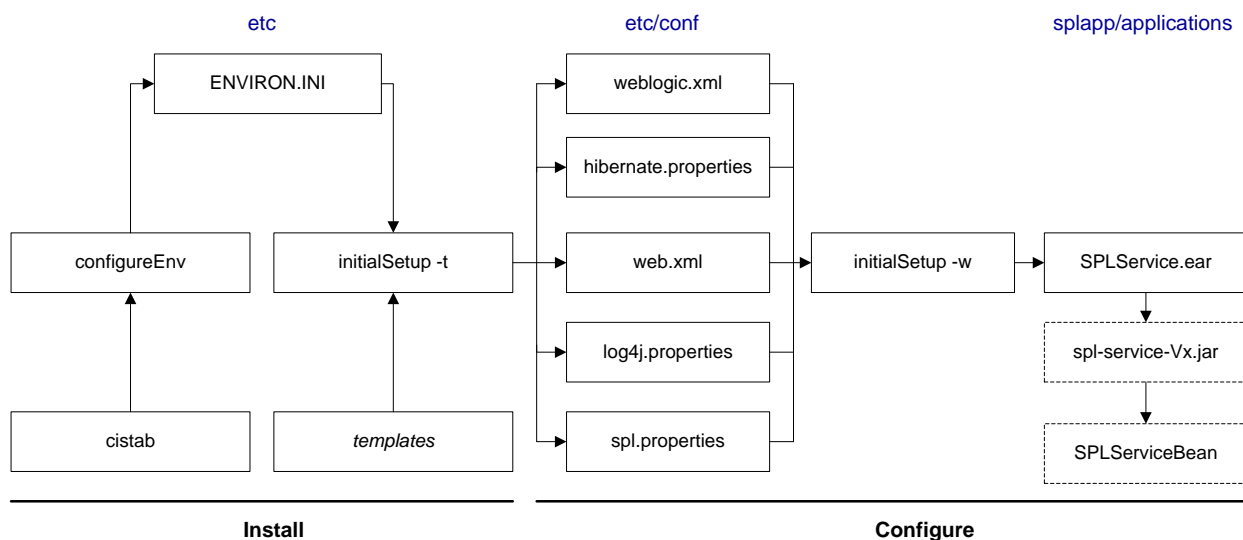 etc
etc/conf
splapp/applications
ENVIRON.INI
weblogic.xml
hibernate.properties
configureEnv
initialSetup -t
web.xml
initialSetup -w
SPLService.ear
log4j.properties
spl-service-Vx.jar
cistab
templates
spl.properties
SPLServiceBean
Install
Configure